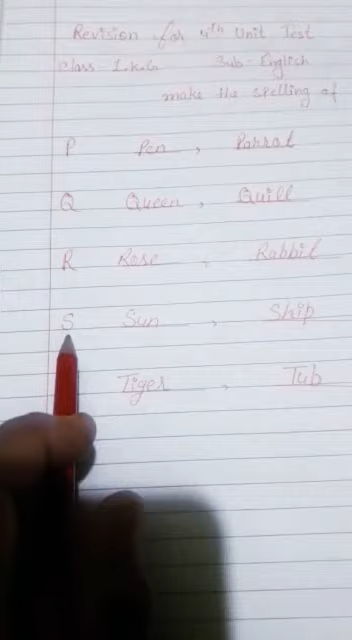 Revision for 4th Unit Test
Class L.K.G Sub- English
make the spelling of
P Pen, Parrot
Q Queen, Quill
R Rose, Rabbit
S Sun, Ship
Tiger, Tub